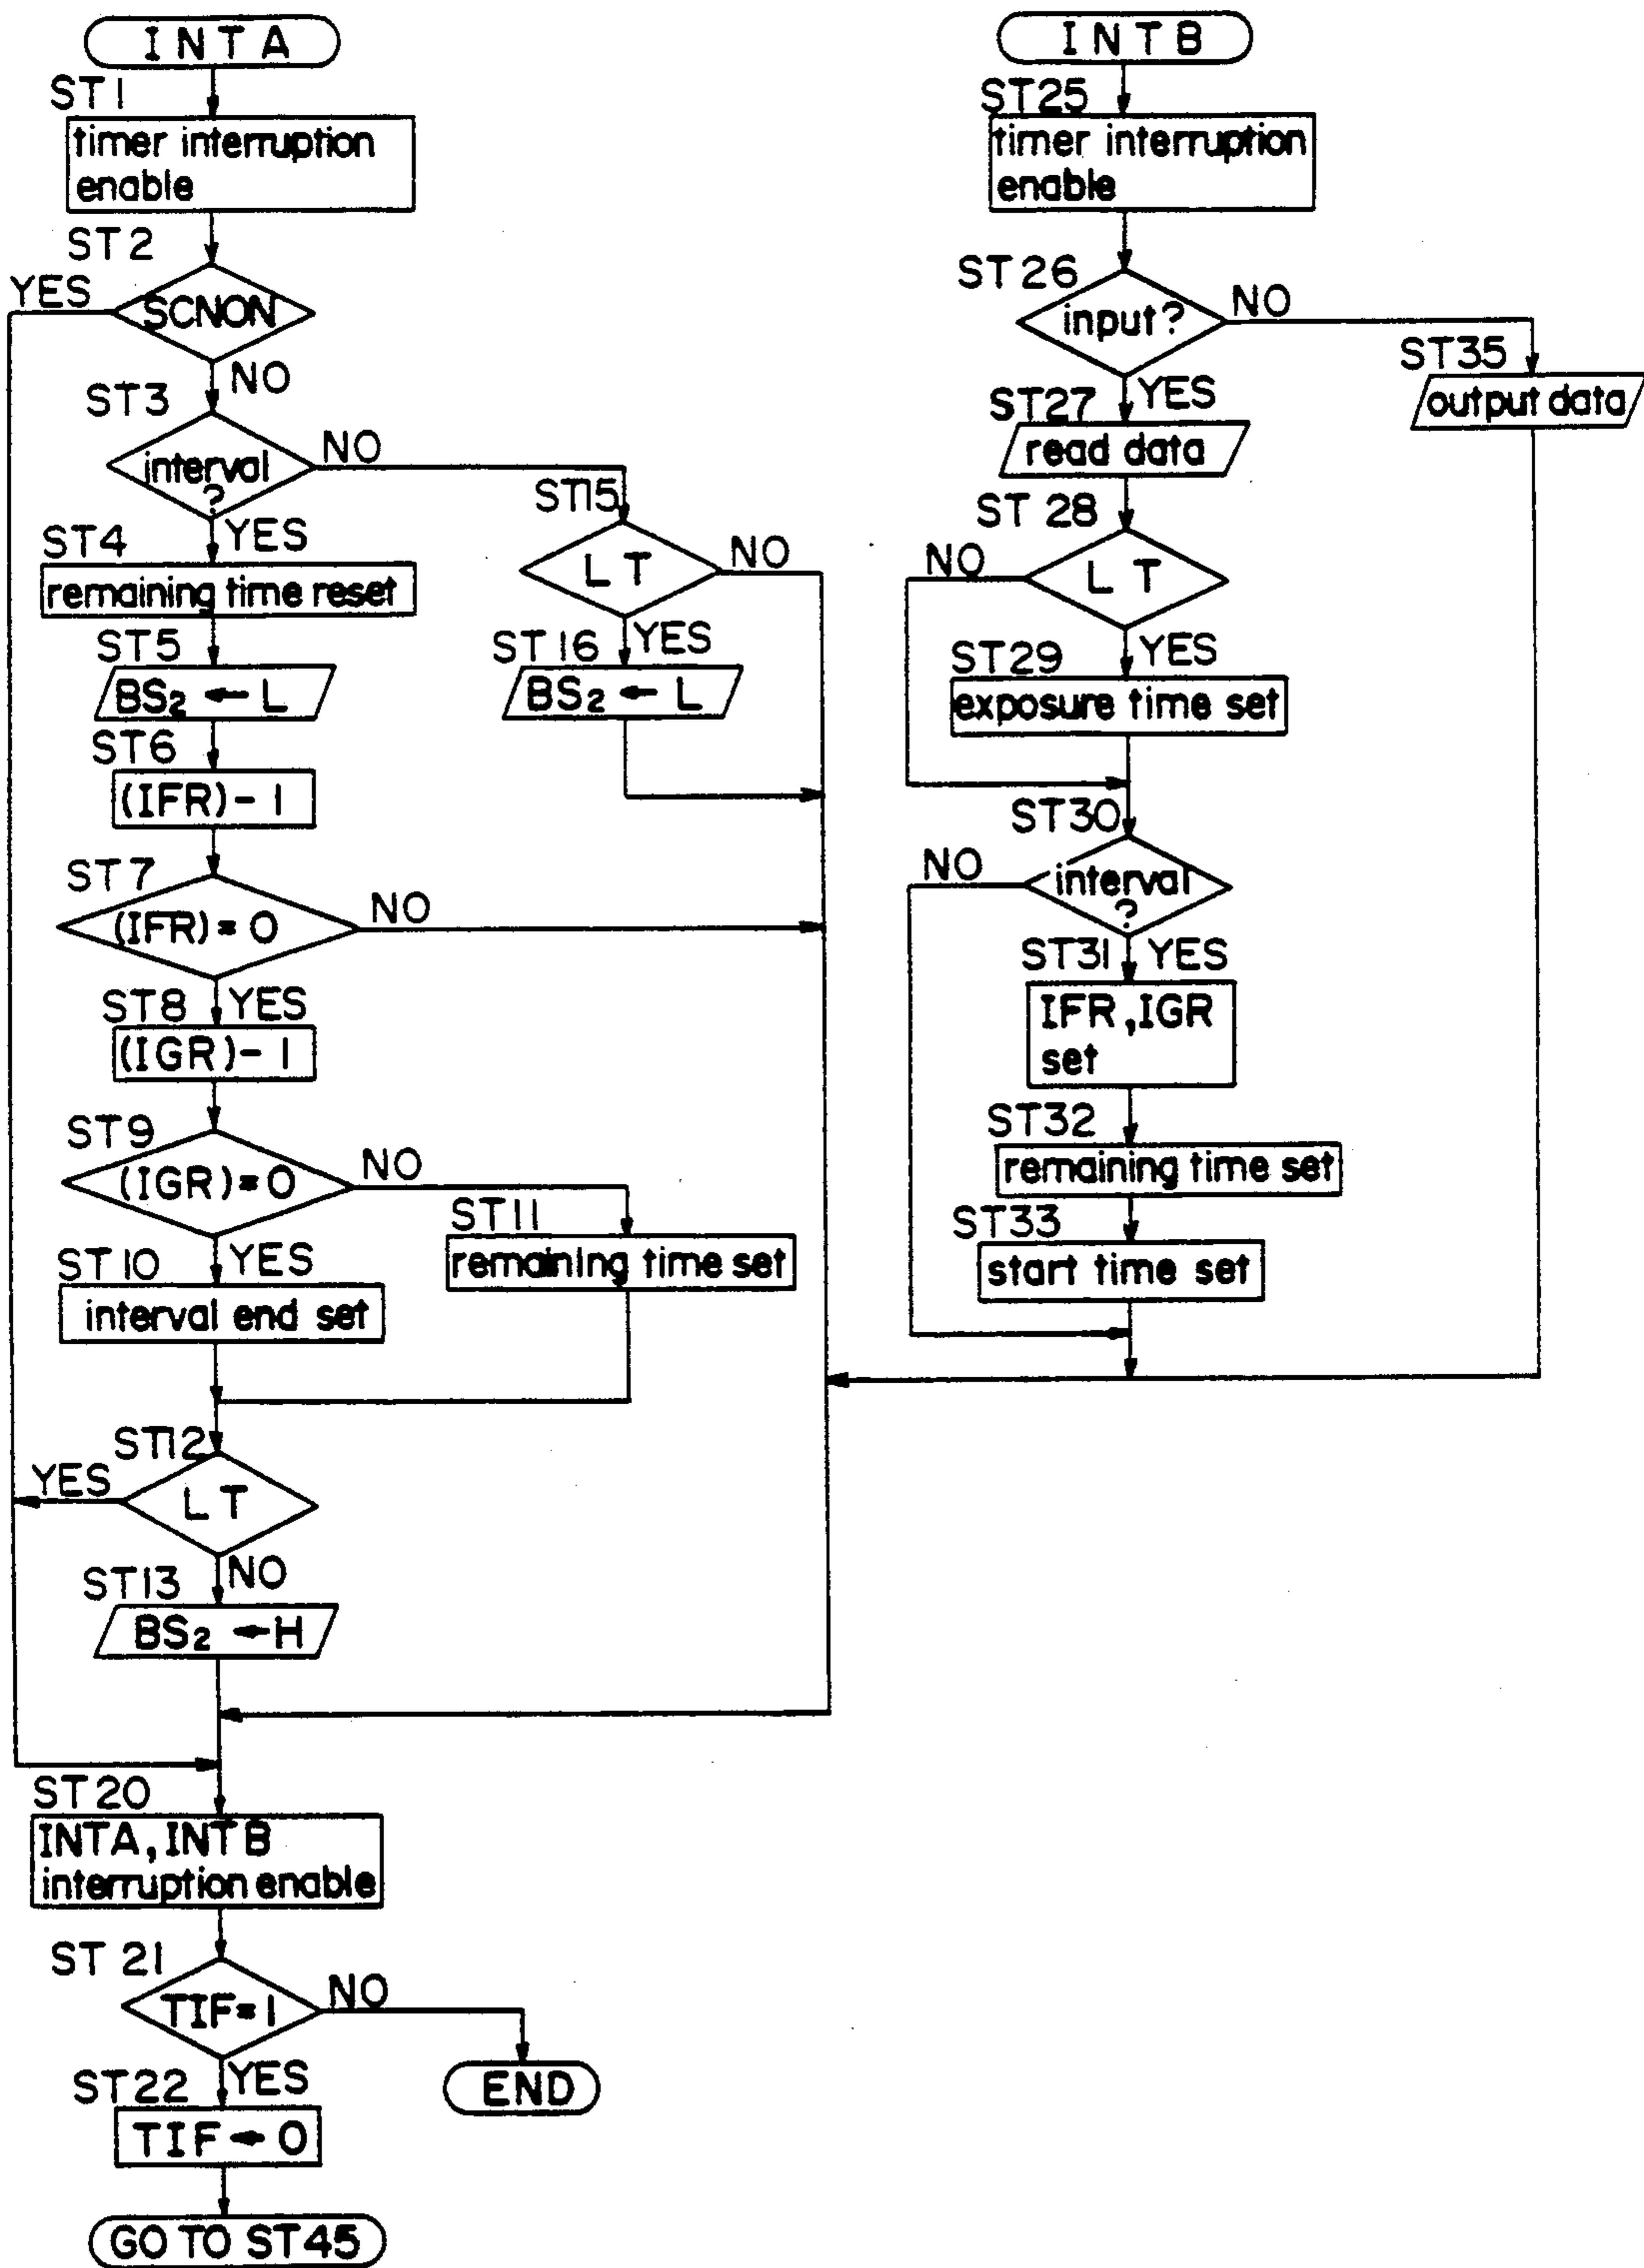 INTA
ST1
timer interruption
enable
ST2
YES
SCNON
NO
ST3
interval
?
NO
YES
ST4
remaining time reset
ST5
BS₂ ← L
ST6
(IFR)- 1
ST7
(IFR)= 0
NO
YES
ST8
(IGR)- 1
ST9
(IGR)=0
NO
YES
ST10
interval end set
ST11
remaining time set
ST12
YES
LT
NO
ST13
BS₂ ←H
ST15
LT
NO
YES
ST16
BS₂ ← L
ST20
INTA, INTB
interruption enable
ST21
TIF=1
NO
END
YES
ST22
TIF ← 0
GO TO ST45
INTB
ST25
timer interruption
enable
ST26
input?
NO
YES
ST35
output data
ST27
read data
ST28
LT
NO
YES
ST29
exposure time set
ST30
interval
?
NO
YES
ST31
IFR, IGR
set
ST32
remaining time set
ST33
start time set